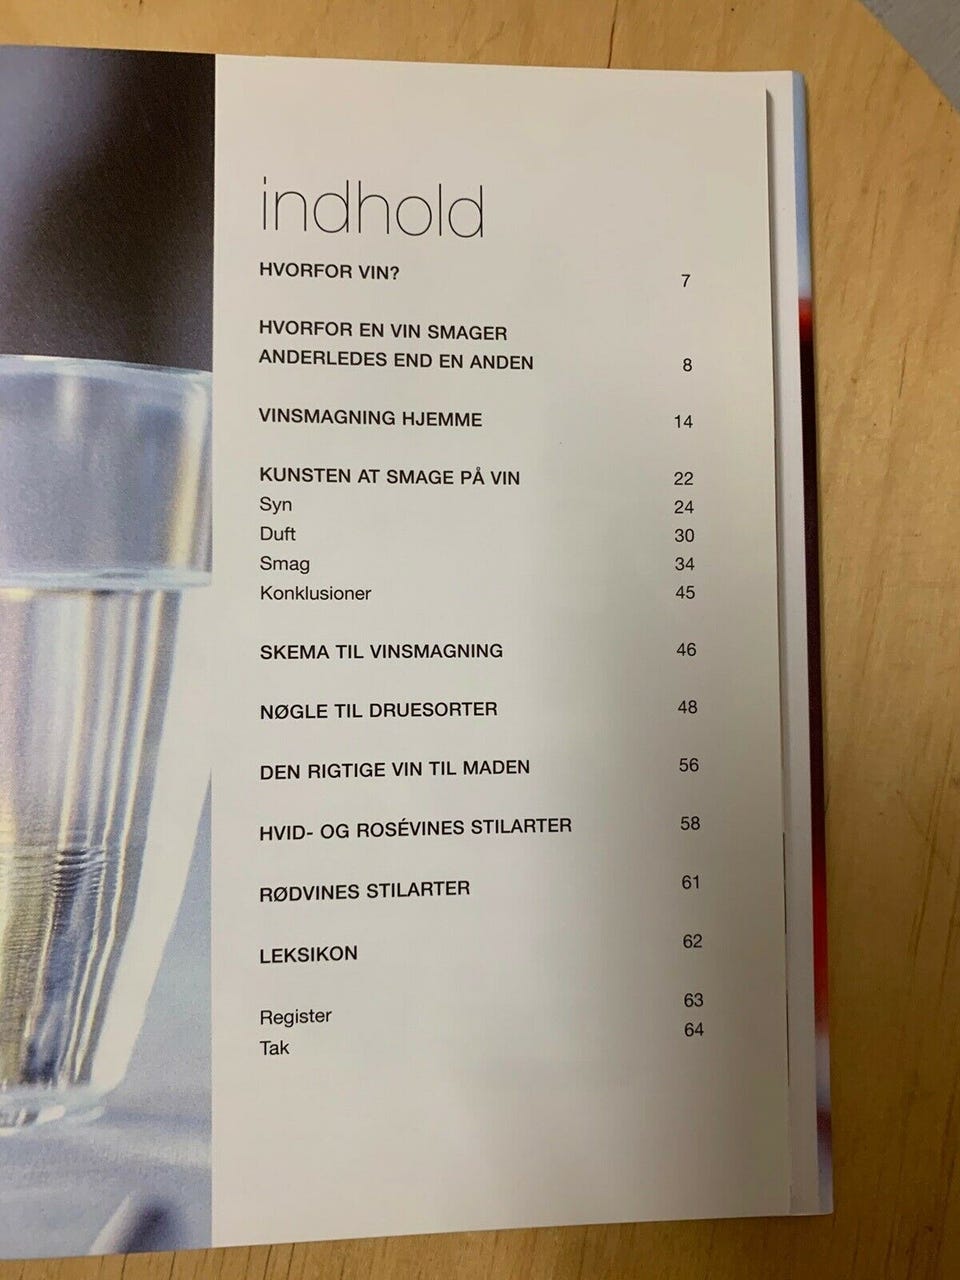 indhold
HVORFOR VIN? 7
HVORFOR EN VIN SMAGER
ANDERLEDES END EN ANDEN 8
VINSMAGNING HJEMME 14
KUNSTEN AT SMAGE PÅ VIN 22
Syn 24
Duft 30
Smag 34
Konklusioner 45
SKEMA TIL VINSMAGNING 46
NØGLE TIL DRUESORTER 48
DEN RIGTIGE VIN TIL MADEN 56
HVID- OG ROSÉVINES STILARTER 58
RØDVINES STILARTER 61
LEKSIKON 62
Register 63
Tak 64